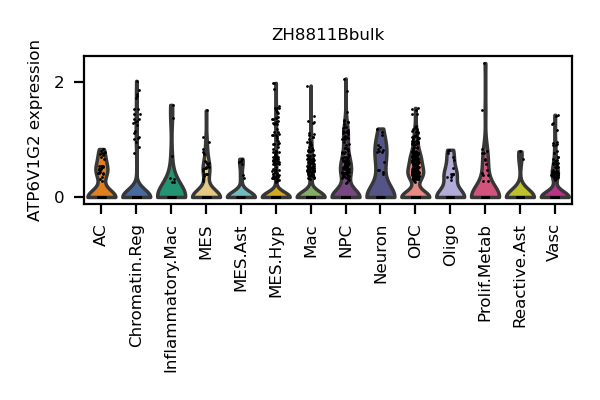 ZH8811Bbulk
ATP6V1G2 expression
2
0
AC
Chromatin.Reg
Inflammatory.Mac
MES
MES.Ast
MES.Hyp
Mac
NPC
Neuron
OPC
Oligo
Prolif.Metab
Reactive.Ast
Vasc